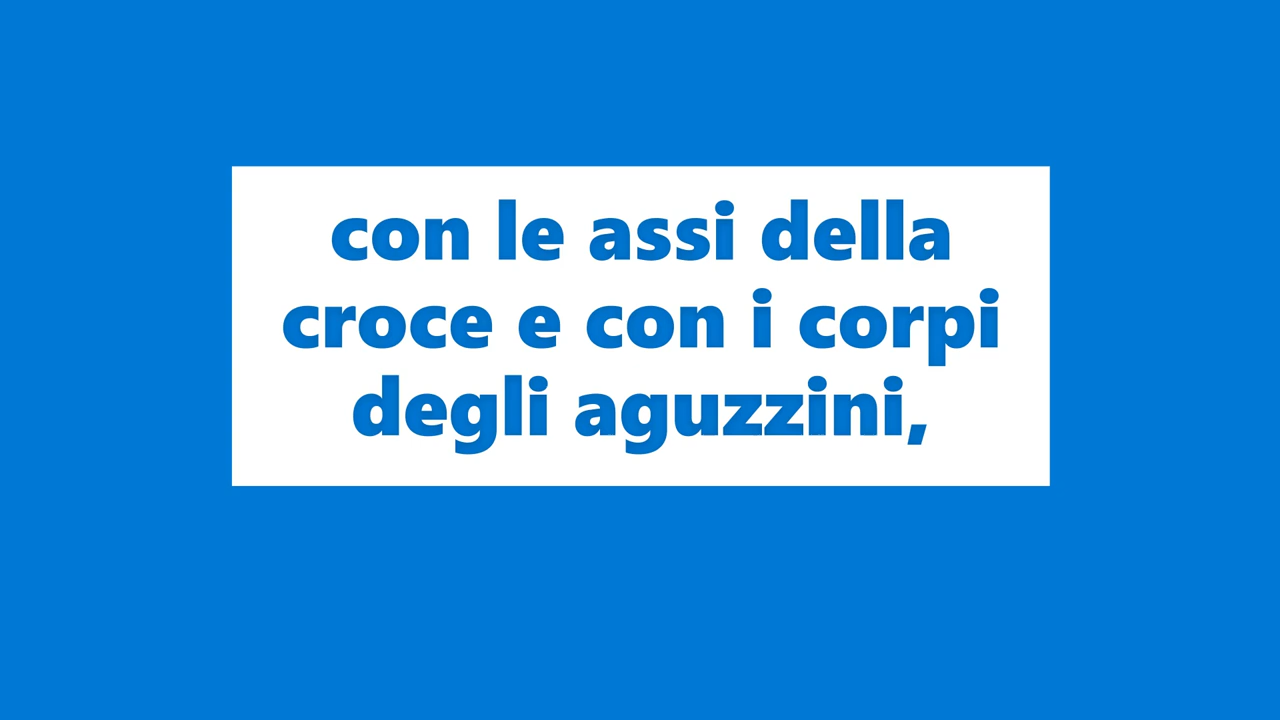 con le assi della
croce e con i corpi
degli aguzzini,